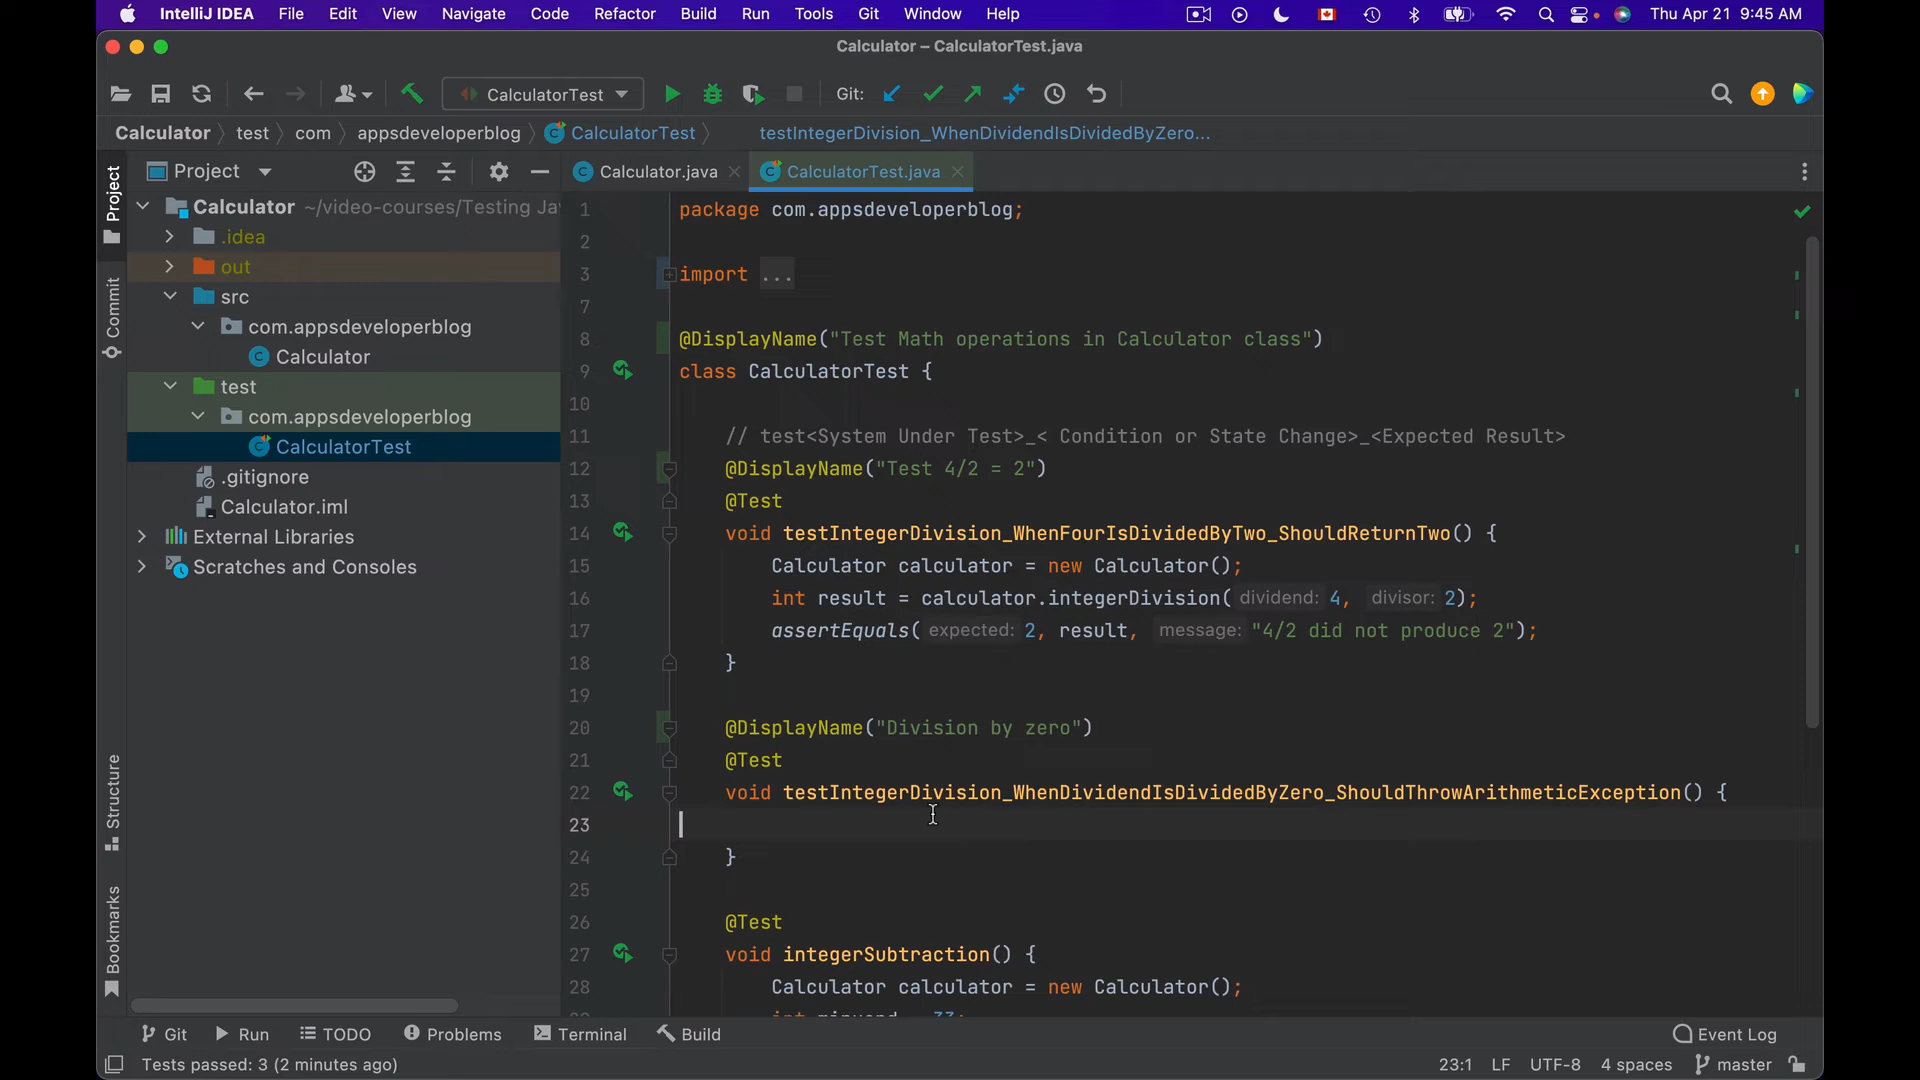 IntelliJ IDEA File Edit View Navigate Code Refactor Build Run Tools Git Window Help Thu Apr 21 9:45 AM
Calculator – CalculatorTest.java
CalculatorTest Git:
Calculator test com appsdeveloperblog CalculatorTest testIntegerDivision_WhenDividendIsDividedByZero...
Project Calculator.java CalculatorTest.java
Project
Commit
Structure
Bookmarks
Calculator ~/video-courses/Testing Ja
.idea
out
src
com.appsdeveloperblog
Calculator
test
com.appsdeveloperblog
CalculatorTest
.gitignore
Calculator.iml
External Libraries
Scratches and Consoles
1 package com.appsdeveloperblog;
2
3 import ...
7
8 @DisplayName("Test Math operations in Calculator class")
9 class CalculatorTest {
10
11 // test<System Under Test>_< Condition or State Change>_<Expected Result>
12 @DisplayName("Test 4/2 = 2")
13 @Test
14 void testIntegerDivision_WhenFourIsDividedByTwo_ShouldReturnTwo() {
15 Calculator calculator = new Calculator();
16 int result = calculator.integerDivision( dividend: 4, divisor: 2);
17 assertEquals( expected: 2, result, message: "4/2 did not produce 2");
18 }
19
20 @DisplayName("Division by zero")
21 @Test
22 void testIntegerDivision_WhenDividendIsDividedByZero_ShouldThrowArithmeticException() {
23
24 }
25
26 @Test
27 void integerSubtraction() {
28 Calculator calculator = new Calculator();
Git Run TODO Problems Terminal Build Event Log
Tests passed: 3 (2 minutes ago) 23:1 LF UTF-8 4 spaces master